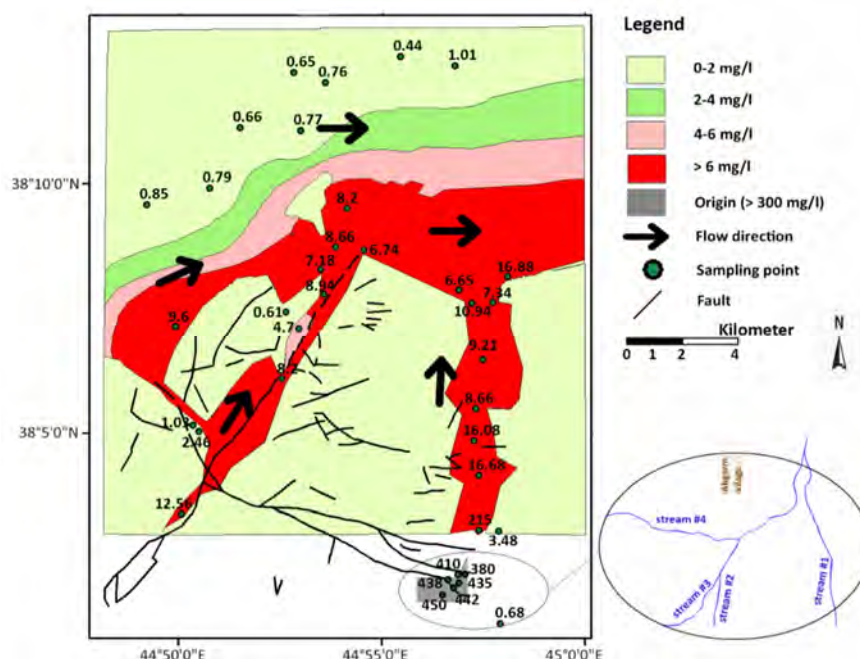 0.44
1.01
0.65
0.76
0.66
0.77
0.79
0.85
38°10'0"N
8.2
8.66
6.74
7.18
16.88
8.94
6.65
7.34
10.94
0.61
9.6
4.7
9.21
8.2
8.66
1.03
2.46
38°5'0"N
16.08
16.68
12.56
215
3.48
410
380
438
435
450
442
0.68
44°50'0"E
44°55'0"E
45°0'0"E
Legend
0-2 mg/l
2-4 mg/l
4-6 mg/l
> 6 mg/l
Origin (> 300 mg/l)
Flow direction
Sampling point
Fault
Kilometer
0 1 2 4
N
stream #4
stream #3
stream #2
stream #1